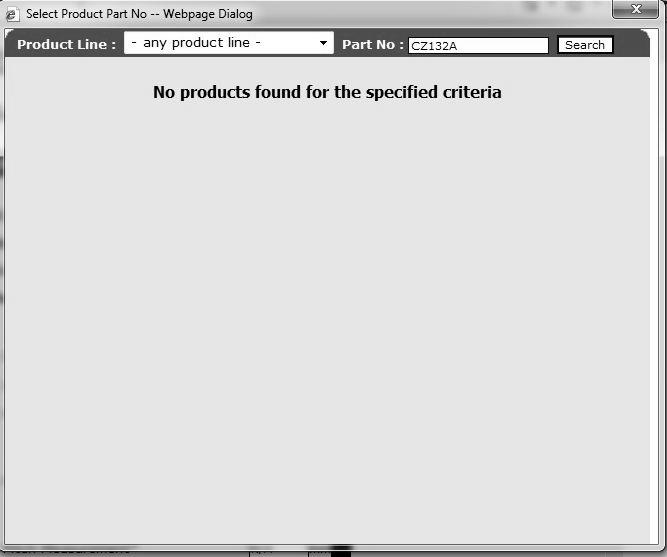 Select Product Part No -- Webpage Dialog
Product Line : - any product line - Part No : CZ132A Search
No products found for the specified criteria